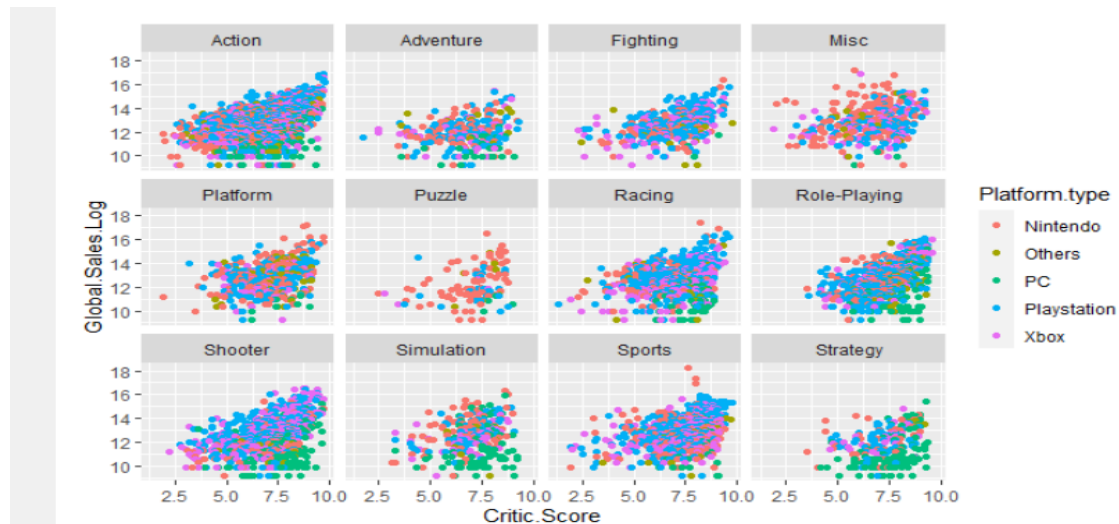 Action Adventure Fighting Misc
18
16
14
12
10
Platform Puzzle Racing Role-Playing
18
16
14
12
10
Shooter Simulation Sports Strategy
18
16
14
12
10
2.5 5.0 7.5 10.0 2.5 5.0 7.5 10.0 2.5 5.0 7.5 10.0 2.5 5.0 7.5 10.0
Critic.Score
Global.Sales.Log
Platform.type
Nintendo
Others
PC
Playstation
Xbox